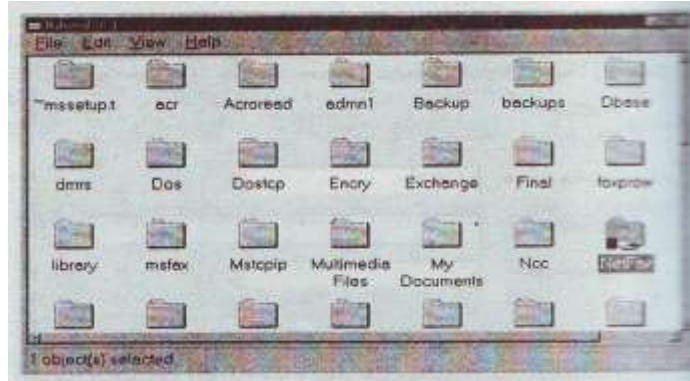 File Edit View Help
~mssetup.t acr Acroread admn1 Backup backups Dbase
dmrs Dos Dostcp Encry Exchange Final foxprow
library msfax Mstcpip Multimedia Files My Documents Ncc
1 object(s) selected